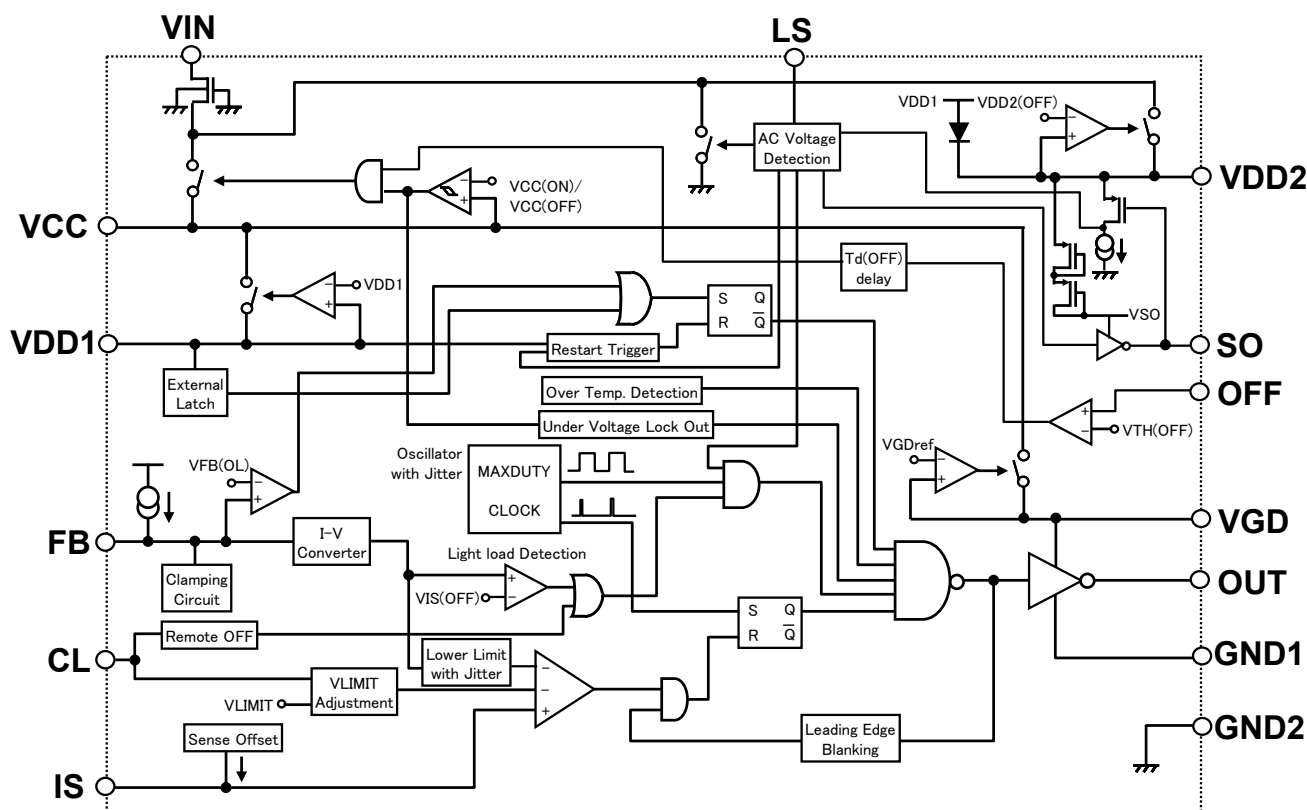 VIN
LS
VDD1
VDD2(OFF)
−
+
AC Voltage
Detection
VDD2
−
+
VCC(ON)/
VCC(OFF)
VCC
Td(OFF)
delay
−
+
VDD1
S Q
R Q
VSO
VDD1
Restart Trigger
SO
External
Latch
Over Temp. Detection
OFF
+
−
VTH(OFF)
Under Voltage Lock Out
VGDref
−
+
Oscillator
with Jitter
MAXDUTY
CLOCK
VFB(OL)
−
+
VGD
FB
I-V
Converter
Light load Detection
+
−
VIS(OFF)
Clamping
Circuit
OUT
S Q
R Q
Remote OFF
CL
Lower Limit
with Jitter
GND1
VLIMIT
Adjustment
VLIMIT
−
−
+
Leading Edge
Blanking
GND2
Sense Offset
IS